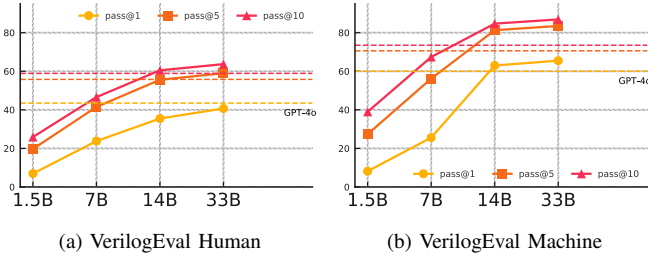 pass@1 pass@5 pass@10
80
60
40
20
0
GPT-4o
1.5B 7B 14B 33B
(a) VerilogEval Human
80
60
40
20
0
GPT-4o
pass@1 pass@5 pass@10
1.5B 7B 14B 33B
(b) VerilogEval Machine